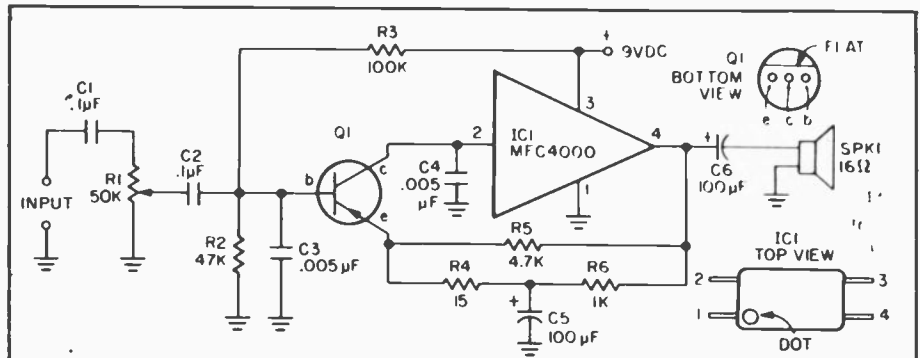 C1
.1µF
R1
50K
INPUT
C2
.1µF
R2
47K
C3
.005µF
R3
100K
Q1
b
c
e
C4
.005
µF
2
IC1
MFC4000
3
1
4
+
9VDC
R5
4.7K
R4
15
R6
1K
+
C5
100µF
+
C6
100µF
SPK1
16Ω
Q1
BOTTOM
VIEW
FLAT
e c b
IC1
TOP VIEW
2
3
1
4
DOT